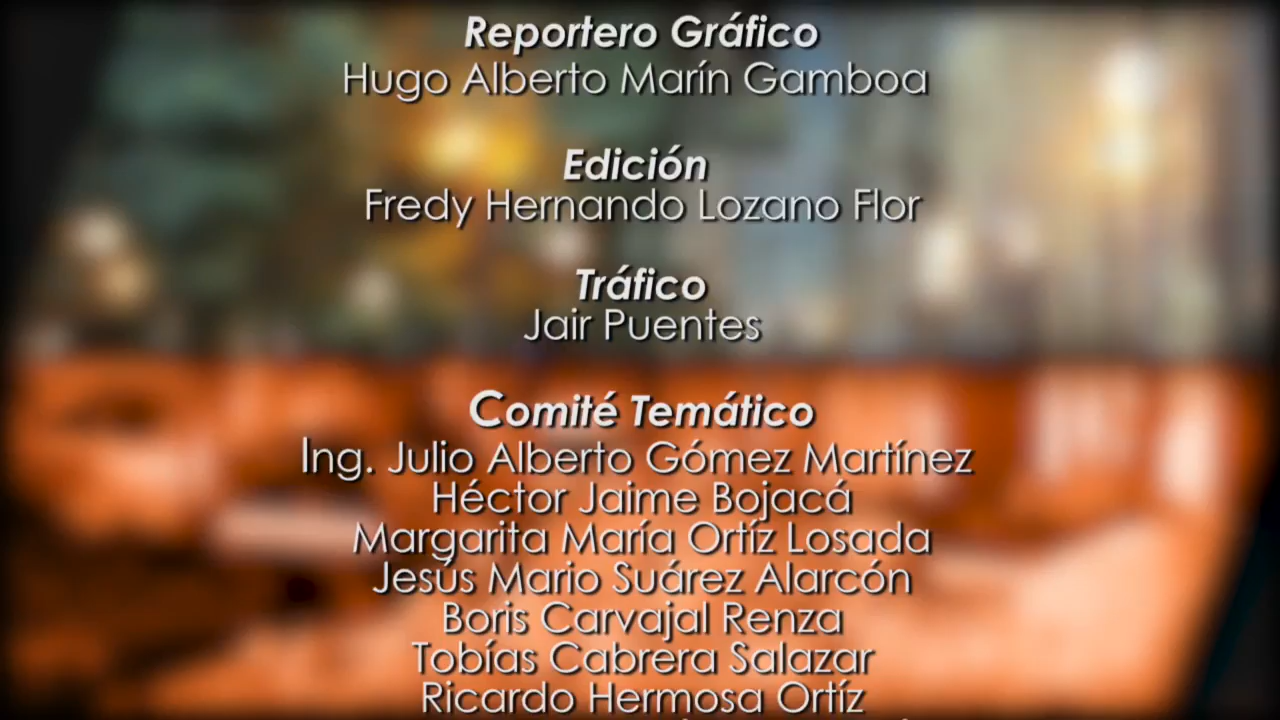 Reportero Gráfico
Hugo Alberto Marín Gamboa
Edición
Fredy Hernando Lozano Flor
Tráfico
Jair Puentes
Comité Temático
Ing. Julio Alberto Gómez Martínez
Héctor Jaime Bojacá
Margarita María Ortíz Losada
Jesús Mario Suárez Alarcón
Boris Carvajal Renza
Tobías Cabrera Salazar
Ricardo Hermosa Ortíz